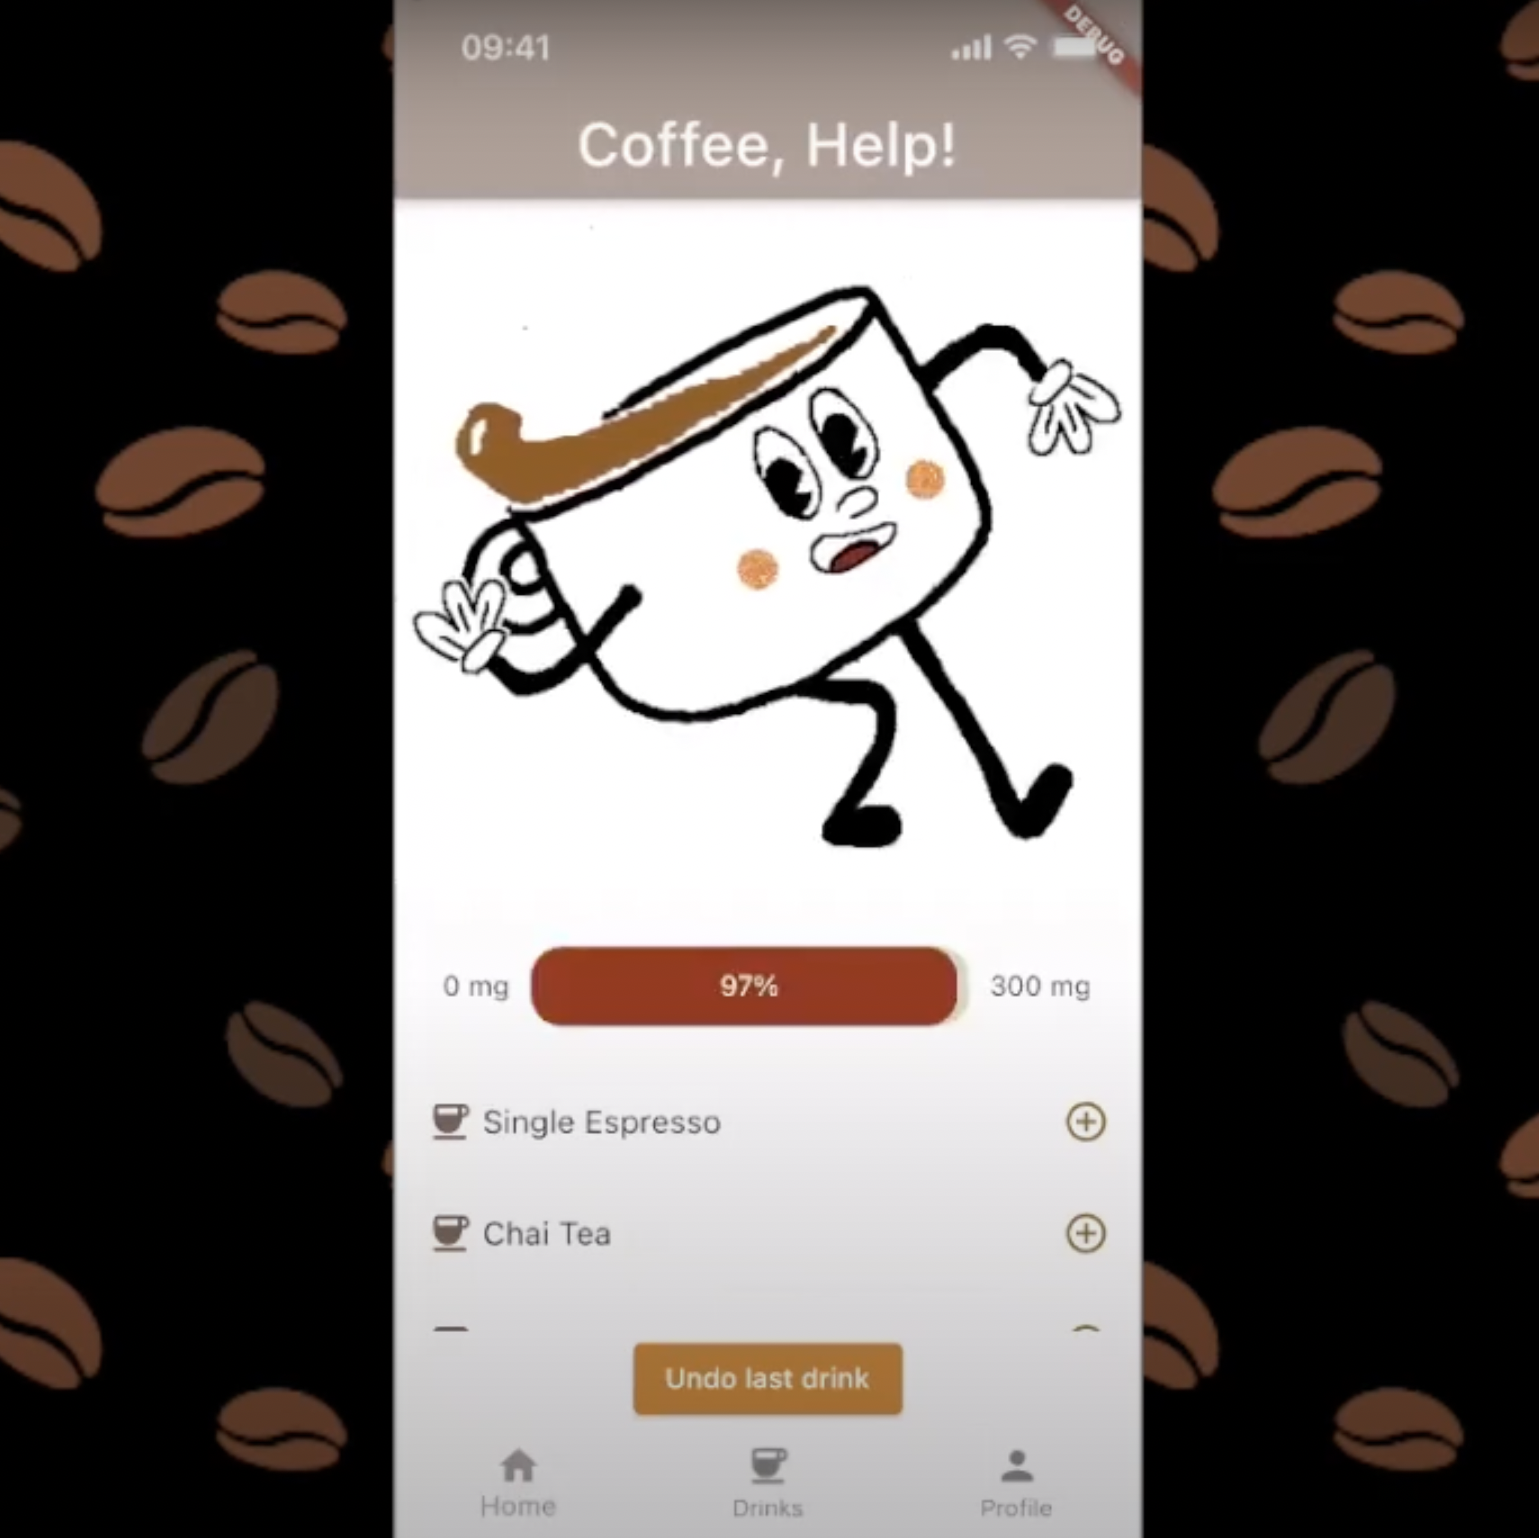 09:41
DEBUG
Coffee, Help!
0 mg
97%
300 mg
Single Espresso
Chai Tea
Undo last drink
Home
Drinks
Profile